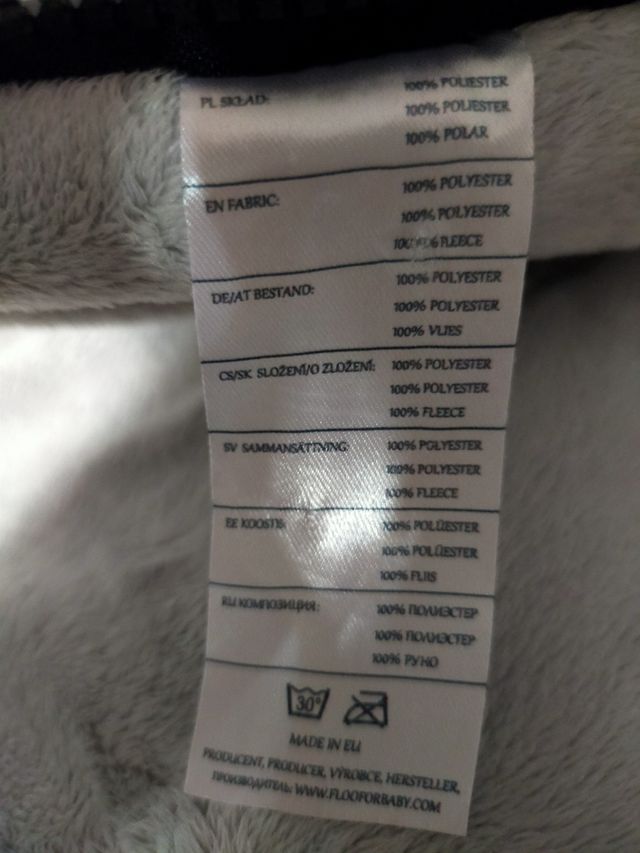 PL SKŁAD: 100% POLIESTER
100% POLIESTER
100% POLAR
EN FABRIC: 100% POLYESTER
100% POLYESTER
100% FLEECE
DE/AT BESTAND: 100% POLYESTER
100% POLYESTER
100% VLIES
CS/SK SLOŽENÍ/O ZLOŽENÍ: 100% POLYESTER
100% POLYESTER
100% FLEECE
SV SAMMANSÄTTNING: 100% POLYESTER
100% POLYESTER
100% FLEECE
EE KOOSTIS: 100% POLÜESTER
100% POLÜESTER
100% FLIIS
RU КОМПОЗИЦИЯ: 100% ПОЛИЭСТЕР
100% ПОЛИЭСТЕР
100% РУНО
30°
MADE IN EU
PRODUCENT, PRODUCER, VÝROBCE, HERSTELLER,
ПРОИЗВОДИТЕЛЬ: WWW.FLOOFORBABY.COM